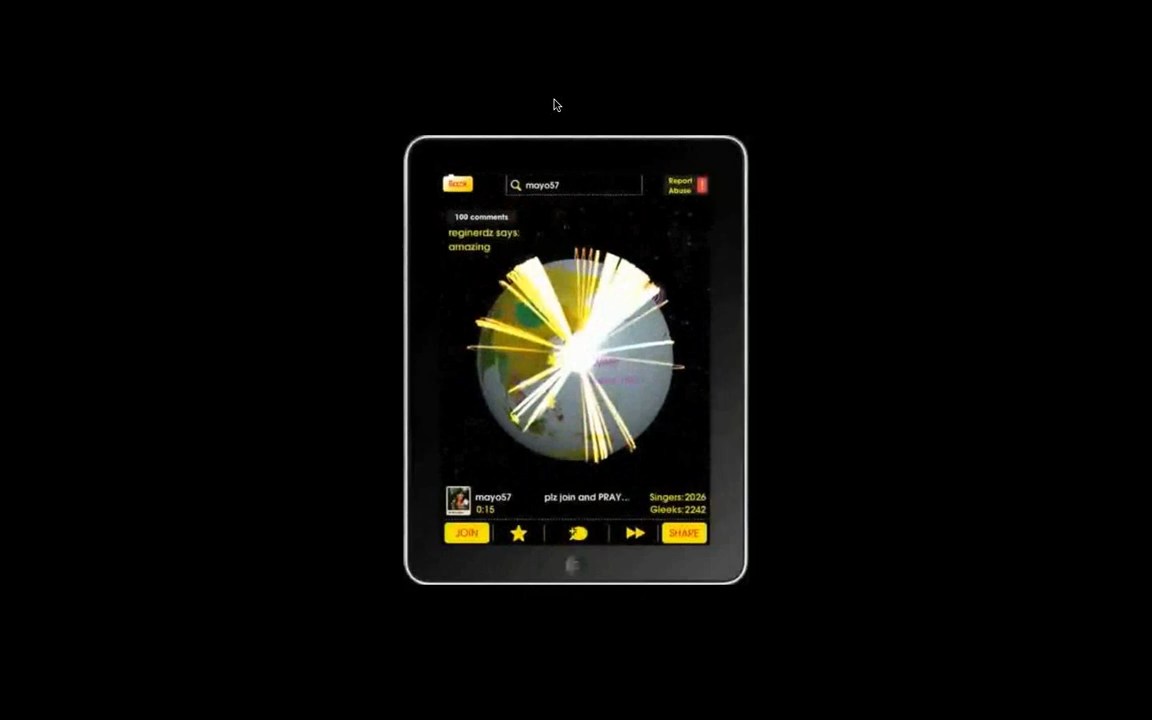 Back
mayo57
Report
Abuse
!
100 comments
reginerdz says:
amazing
mayo57
0:15
plz join and PRAY...
Singers:2026
Gleeks:2242
JOIN
SHARE